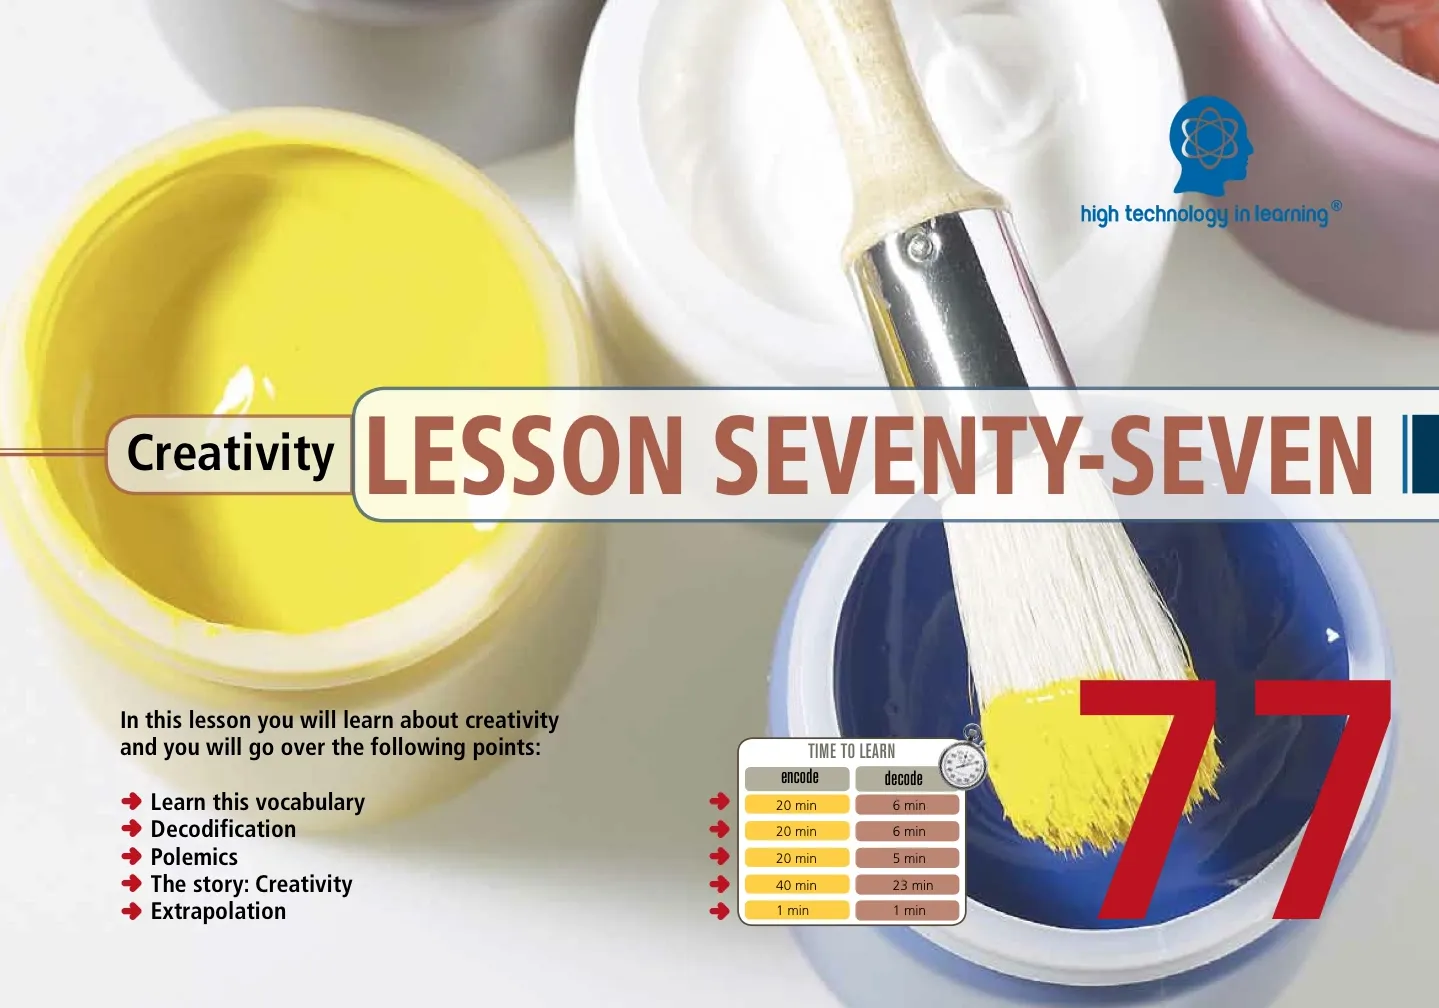 high technology in learning®
Creativity
LESSON SEVENTY-SEVEN
In this lesson you will learn about creativity
and you will go over the following points:
Learn this vocabulary
Decodification
Polemics
The story: Creativity
Extrapolation
TIME TO LEARN
encode decode
20 min 6 min
20 min 6 min
20 min 5 min
40 min 23 min
1 min 1 min
77